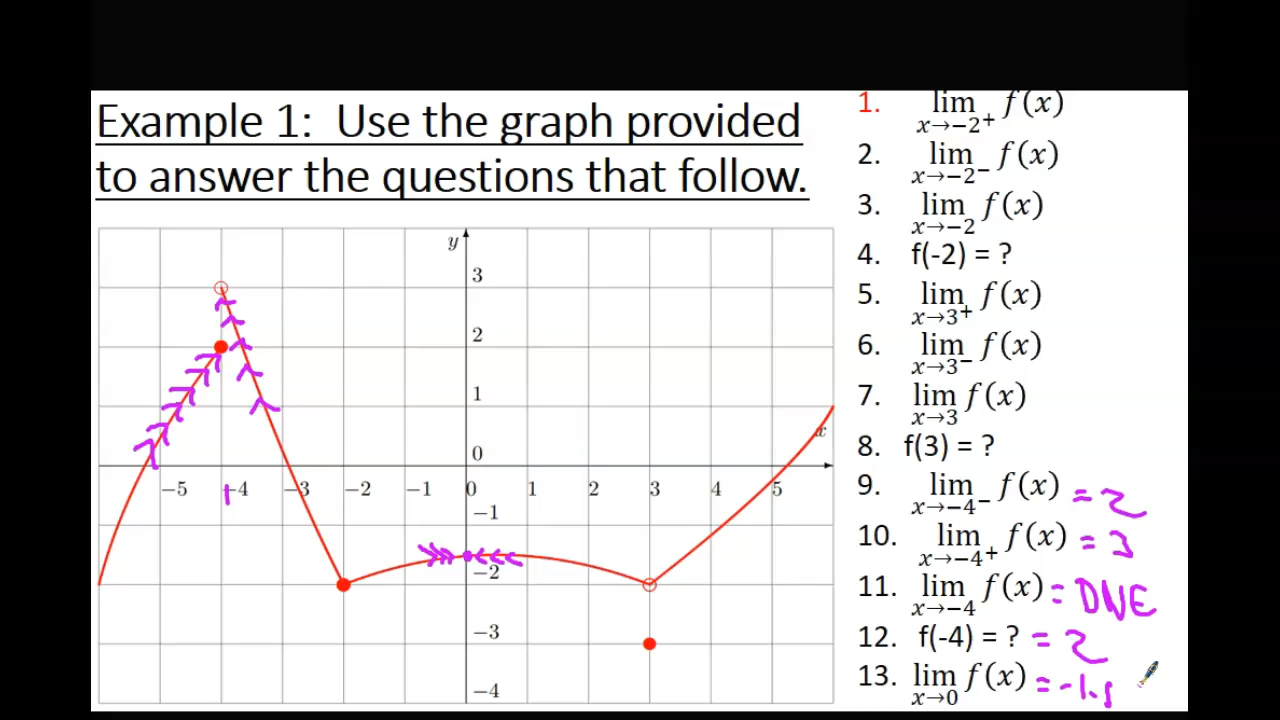 Example 1: Use the graph provided
to answer the questions that follow.
y
3
2
1
0
−5 −4 −3 −2 −1 0 1 2 3 4 5
x
−1
−2
−3
−4
1. lim x→−2⁺ f(x)
2. lim x→−2⁻ f(x)
3. lim x→−2 f(x)
4. f(-2) = ?
5. lim x→3⁺ f(x)
6. lim x→3⁻ f(x)
7. lim x→3 f(x)
8. f(3) = ?
9. lim x→−4⁻ f(x) = 2
10. lim x→−4⁺ f(x) = 3
11. lim x→−4 f(x) = DNE
12. f(-4) = ? = 2
13. lim x→0 f(x) = -1.5